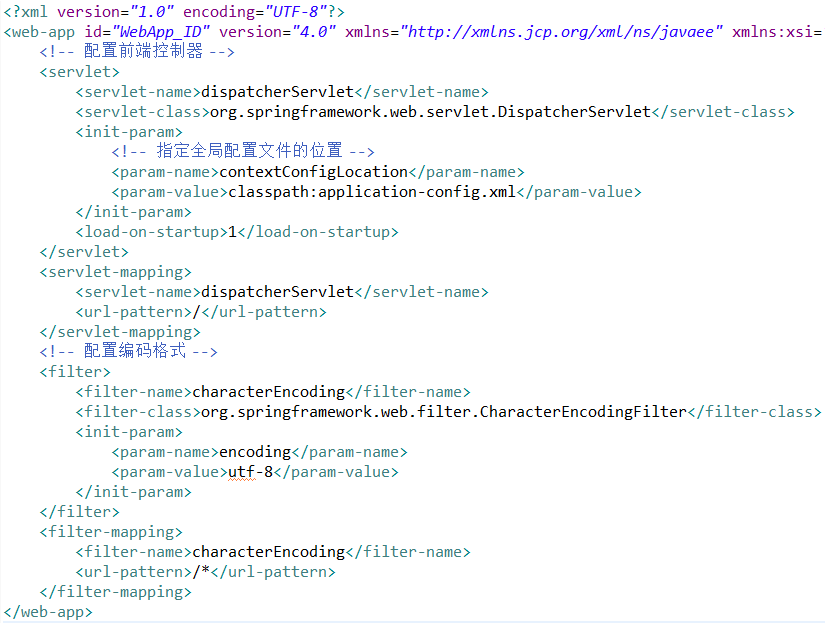 <?xml version="1.0" encoding="UTF-8"?>
<web-app id="WebApp_ID" version="4.0" xmlns="http://xmlns.jcp.org/xml/ns/javaee" xmlns:xsi=
<!-- 配置前端控制器 -->
<servlet>
<servlet-name>dispatcherServlet</servlet-name>
<servlet-class>org.springframework.web.servlet.DispatcherServlet</servlet-class>
<init-param>
<!-- 指定全局配置文件的位置 -->
<param-name>contextConfigLocation</param-name>
<param-value>classpath:application-config.xml</param-value>
</init-param>
<load-on-startup>1</load-on-startup>
</servlet>
<servlet-mapping>
<servlet-name>dispatcherServlet</servlet-name>
<url-pattern>/</url-pattern>
</servlet-mapping>
<!-- 配置编码格式 -->
<filter>
<filter-name>characterEncoding</filter-name>
<filter-class>org.springframework.web.filter.CharacterEncodingFilter</filter-class>
<init-param>
<param-name>encoding</param-name>
<param-value>utf-8</param-value>
</init-param>
</filter>
<filter-mapping>
<filter-name>characterEncoding</filter-name>
<url-pattern>/*</url-pattern>
</filter-mapping>
</web-app>